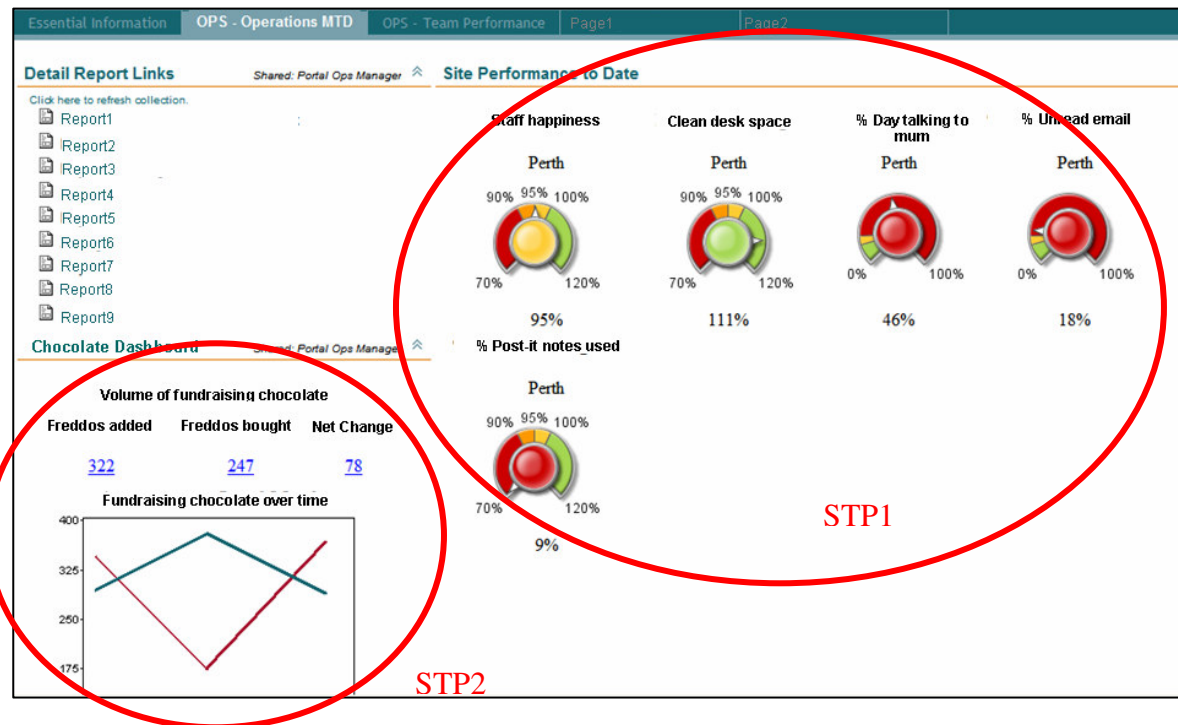 Essential Information OPS - Operations MTD OPS - Team Performance Page1 Page2
Detail Report Links Shared: Portal Ops Manager
Click here to refresh collection.
Report1
Report2
Report3
Report4
Report5
Report6
Report7
Report8
Report9
Chocolate Dashboard Shared: Portal Ops Manager
Volume of fundraising chocolate
Freddos added Freddos bought Net Change
322 247 78
Fundraising chocolate over time
400
325
250
175
STP2
Site Performance to Date
Staff happiness
Perth
90% 95% 100%
70% 120%
95%
Clean desk space
Perth
90% 95% 100%
70% 120%
111%
% Day talking to
mum
Perth
0% 100%
46%
% Unread email
Perth
0% 100%
18%
% Post-it notes used
Perth
90% 95% 100%
70% 120%
9%
STP1